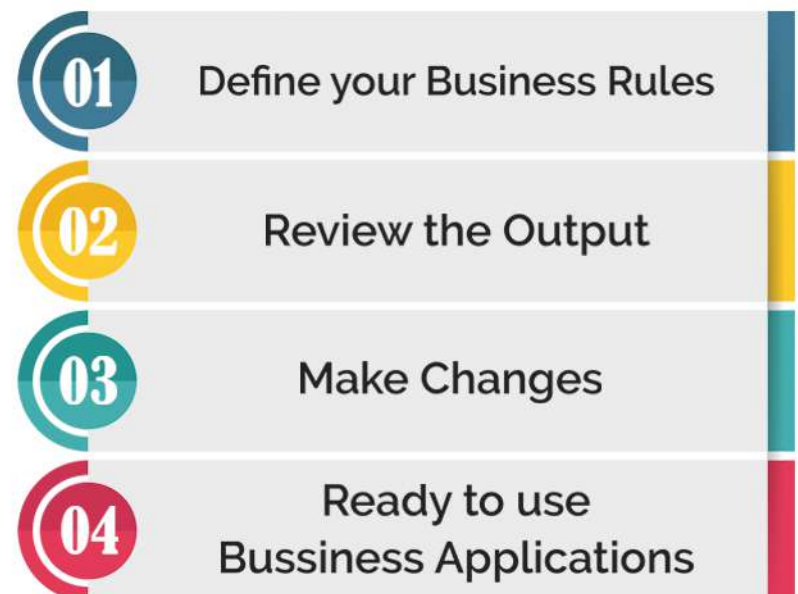 01
Define your Business Rules
02
Review the Output
03
Make Changes
04
Ready to use
Bussiness Applications